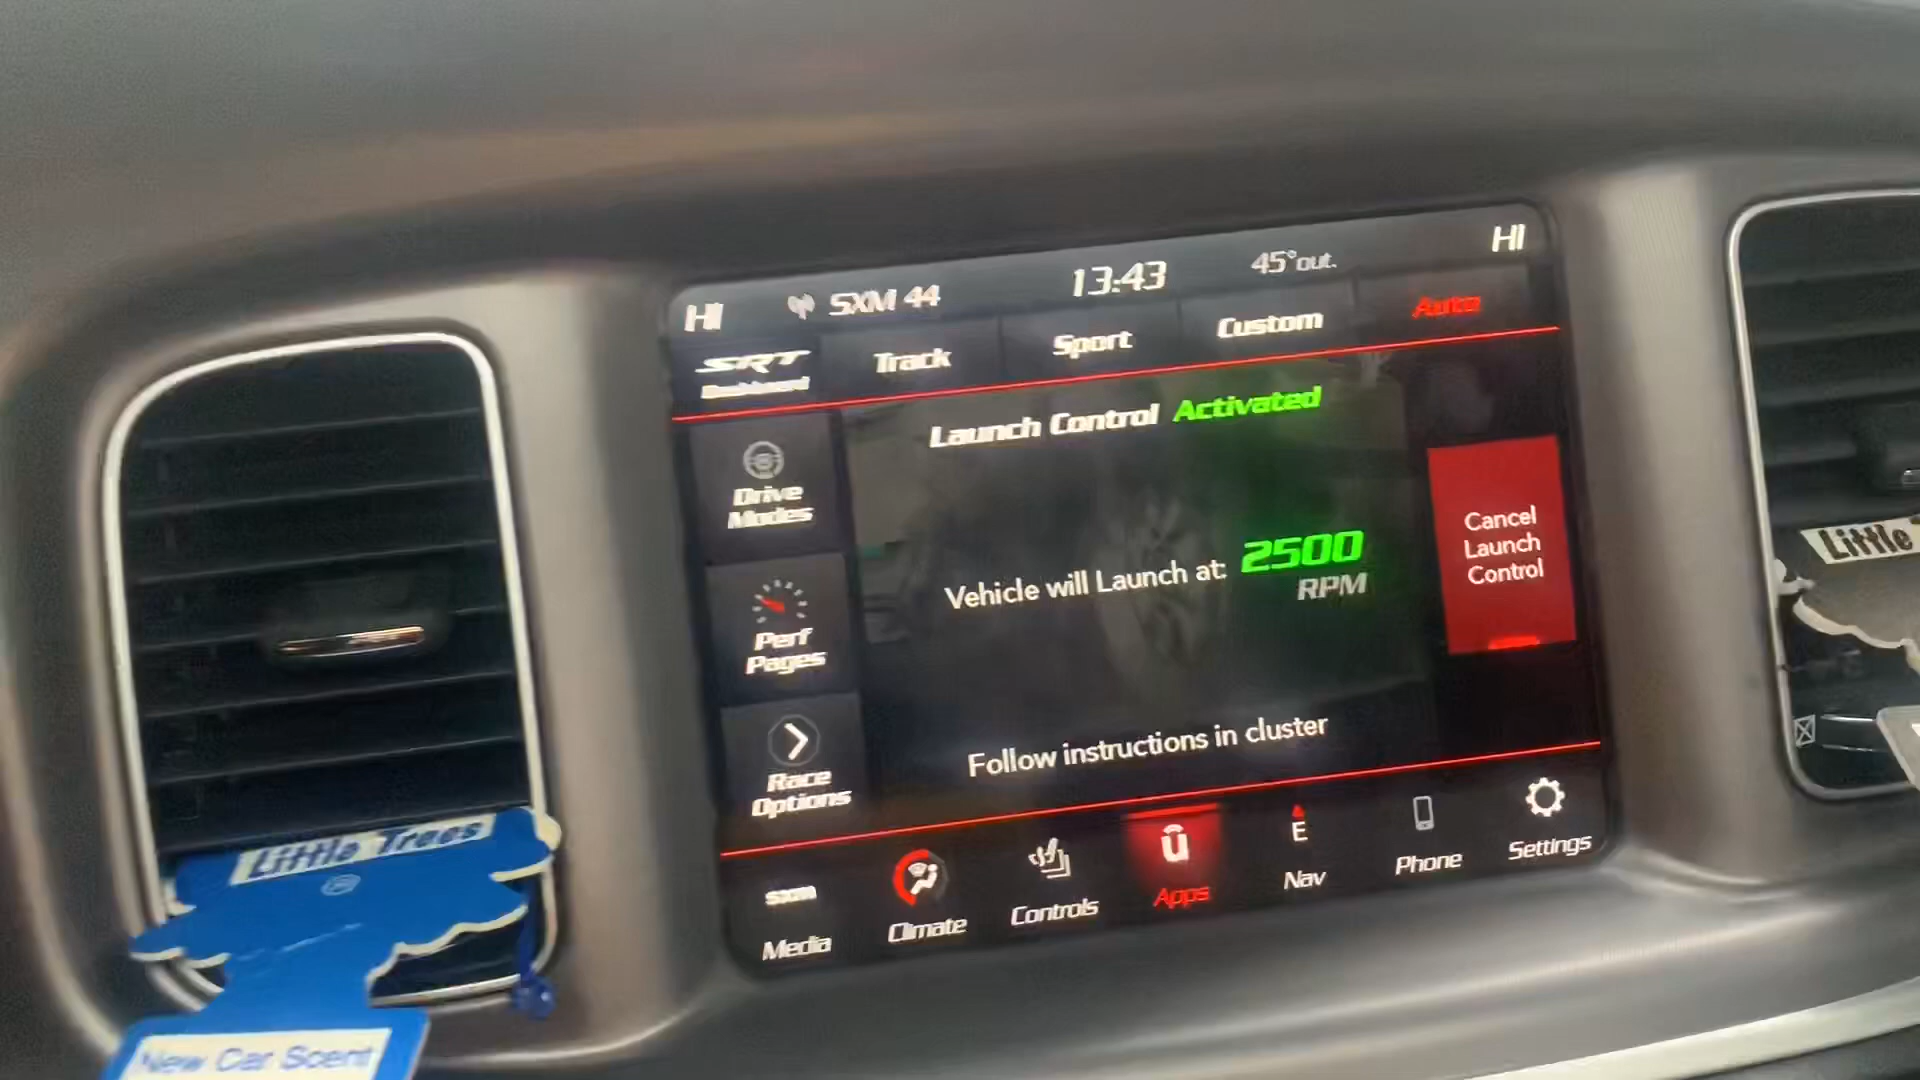 HI
SXM 44
13:43
45°out.
HI
SRT
Dashboard
Track
Sport
Custom
Auto
Launch Control Activated
Drive
Modes
Vehicle will Launch at: 2500
RPM
Cancel
Launch
Control
Perf
Pages
Race
Options
Follow instructions in cluster
sxm
Media
Climate
Controls
ū
Apps
E
Nav
Phone
Settings
Little Trees
New Car Scent
Little